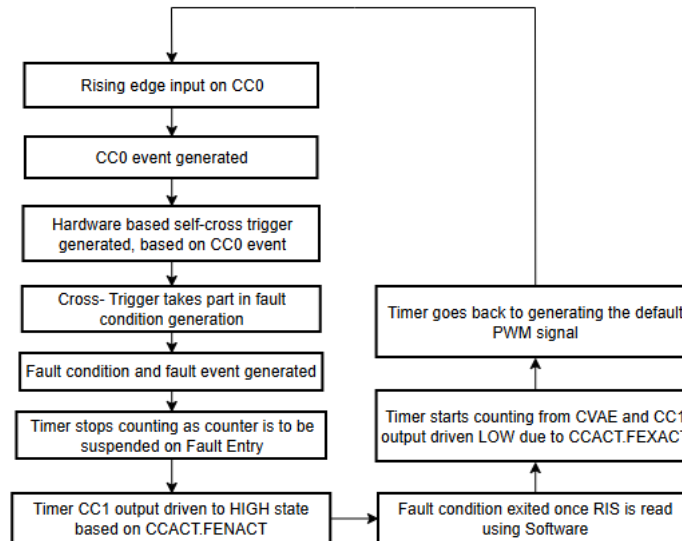 Rising edge input on CC0
CC0 event generated
Hardware based self-cross trigger
generated, based on CC0 event
Cross- Trigger takes part in fault
condition generation
Fault condition and fault event generated
Timer stops counting as counter is to be
suspended on Fault Entry
Timer CC1 output driven to HIGH state
based on CCACT.FENACT
Fault condition exited once RIS is read
using Software
Timer starts counting from CVAE and CC1
output driven LOW due to CCACT.FEXACT
Timer goes back to generating the default
PWM signal